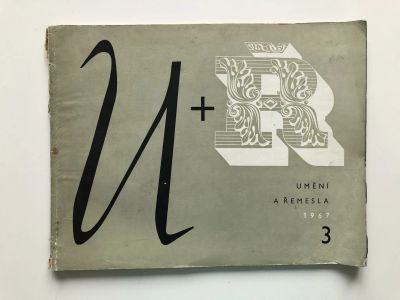 U + R
UMĚNÍ
A ŘEMESLA
1967
3